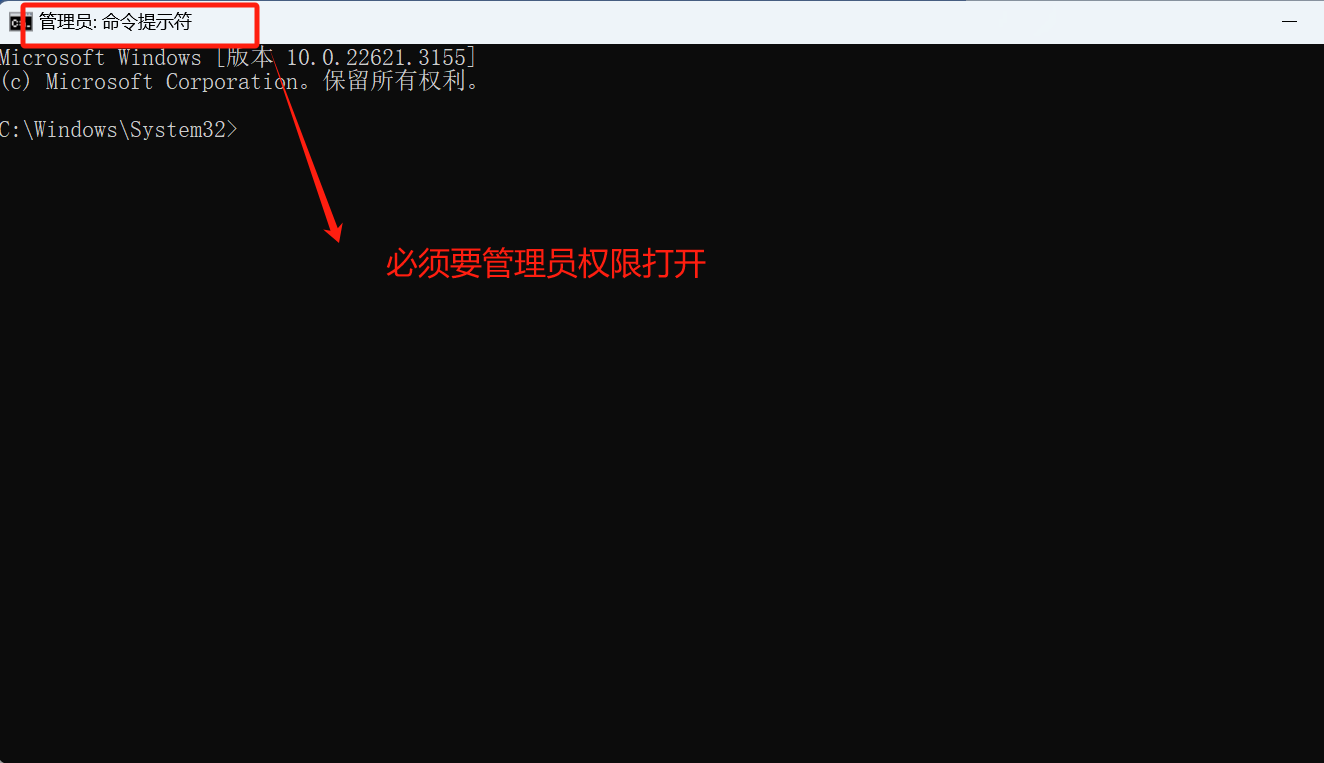 管理员: 命令提示符
Microsoft Windows [版本 10.0.22621.3155]
(c) Microsoft Corporation。保留所有权利。
C:\Windows\System32>
必须要管理员权限打开